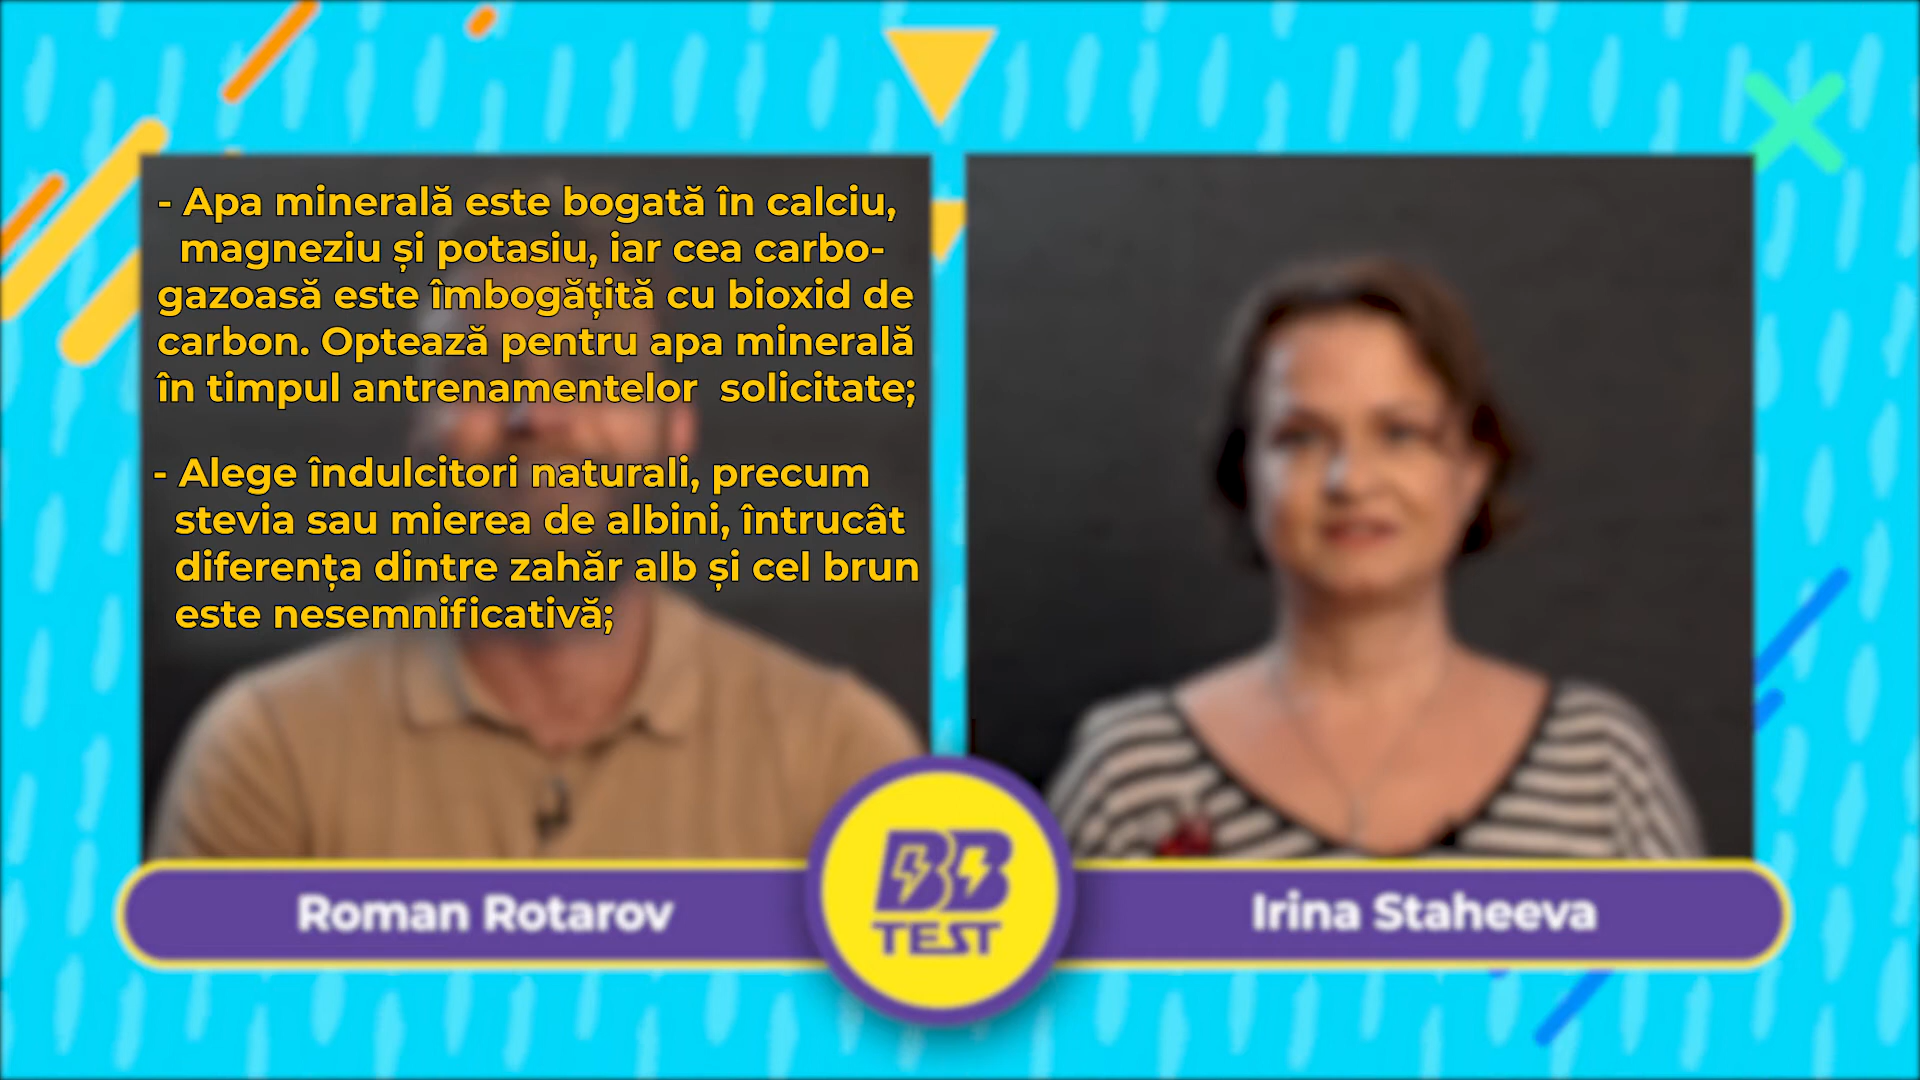 - Apa minerală este bogată în calciu,
magneziu și potasiu, iar cea carbo-
gazoasă este îmbogățită cu bioxid de
carbon. Optează pentru apa minerală
în timpul antrenamentelor solicitate;
- Alege îndulcitori naturali, precum
stevia sau mierea de albini, întrucât
diferența dintre zahăr alb și cel brun
este nesemnificativă;
Roman Rotarov
BB
TEST
Irina Staheeva